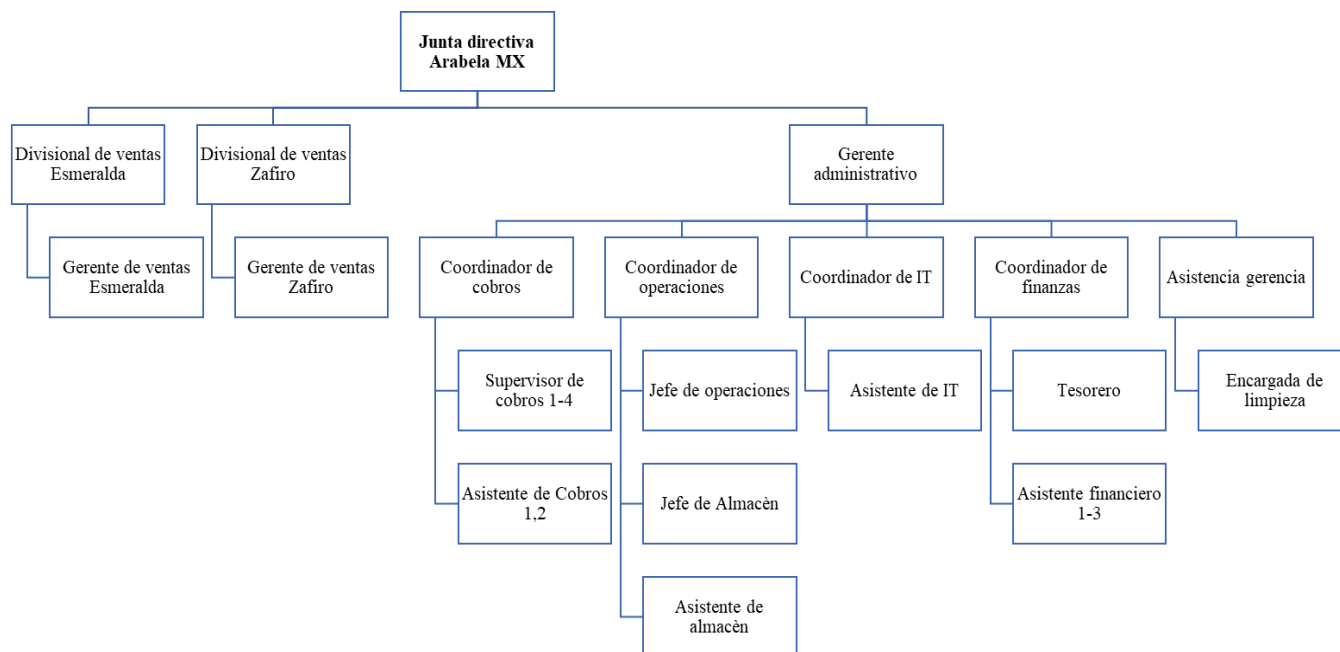 Junta directiva
Arabela MX
Divisional de ventas
Esmeralda
Divisional de ventas
Zafiro
Gerente
administrativo
Gerente de ventas
Esmeralda
Gerente de ventas
Zafiro
Coordinador de
cobros
Coordinador de
operaciones
Coordinador de IT
Coordinador de
finanzas
Asistencia gerencia
Supervisor de
cobros 1-4
Jefe de operaciones
Asistente de IT
Tesorero
Encargada de
limpieza
Asistente de Cobros
1,2
Jefe de Almacèn
Asistente financiero
1-3
Asistente de
almacèn